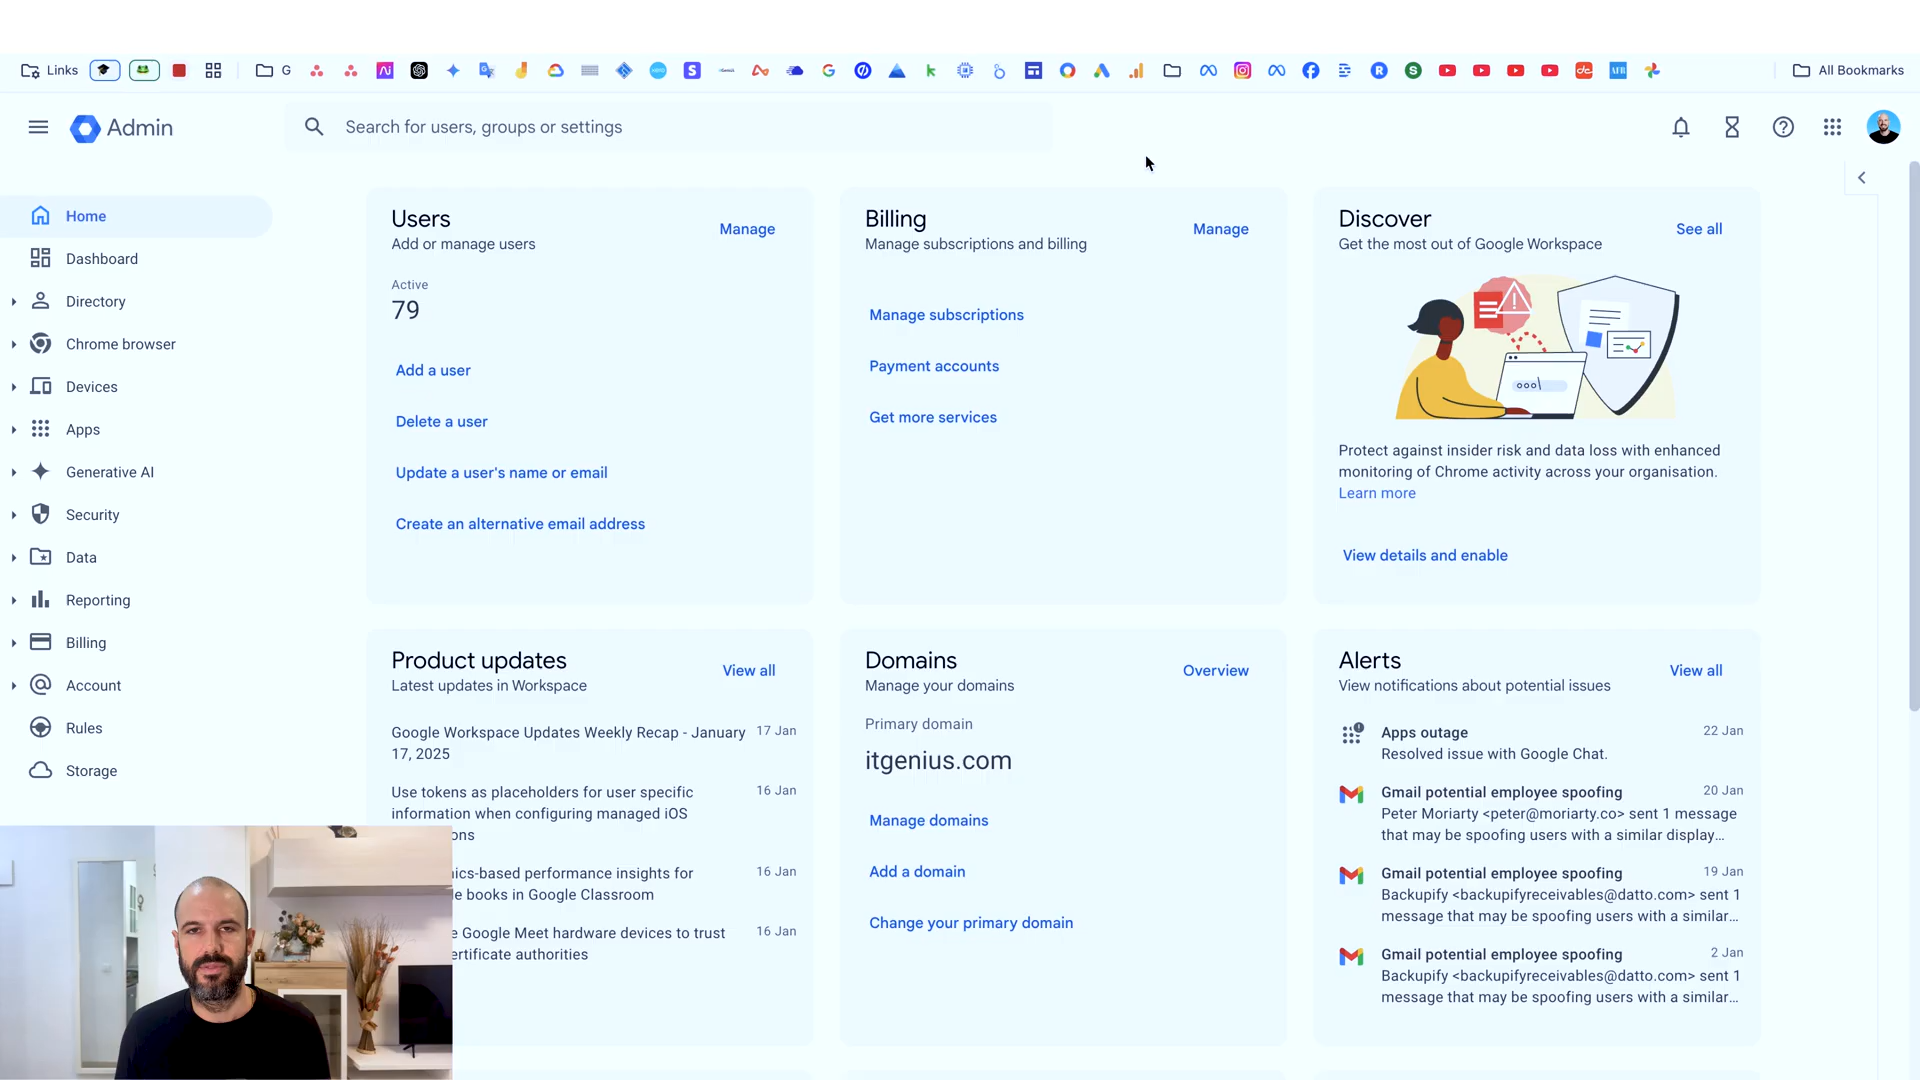 Links
G
All Bookmarks
Admin
Search for users, groups or settings
Home
Dashboard
Directory
Chrome browser
Devices
Apps
Generative AI
Security
Data
Reporting
Billing
Account
Rules
Storage
Users
Add or manage users
Manage
Active
79
Add a user
Delete a user
Update a user's name or email
Create an alternative email address
Billing
Manage subscriptions and billing
Manage
Manage subscriptions
Payment accounts
Get more services
Discover
Get the most out of Google Workspace
See all
Protect against insider risk and data loss with enhanced
monitoring of Chrome activity across your organisation.
Learn more
View details and enable
Product updates
Latest updates in Workspace
View all
Google Workspace Updates Weekly Recap - January
17, 2025
17 Jan
Use tokens as placeholders for user specific
information when configuring managed iOS
16 Jan
books in Google Classroom
performance insights for
16 Jan
Google Meet hardware devices to trust
authorities
16 Jan
Domains
Manage your domains
Overview
Primary domain
itgenius.com
Manage domains
Add a domain
Change your primary domain
Alerts
View notifications about potential issues
View all
Apps outage
22 Jan
Resolved issue with Google Chat.
Gmail potential employee spoofing
20 Jan
Peter Moriarty <peter@moriarty.co> sent 1 message
that may be spoofing users with a similar display…
Gmail potential employee spoofing
19 Jan
Backupify <backupifyreceivables@datto.com> sent 1
message that may be spoofing users with a similar…
Gmail potential employee spoofing
2 Jan
Backupify <backupifyreceivables@datto.com> sent 1
message that may be spoofing users with a similar…